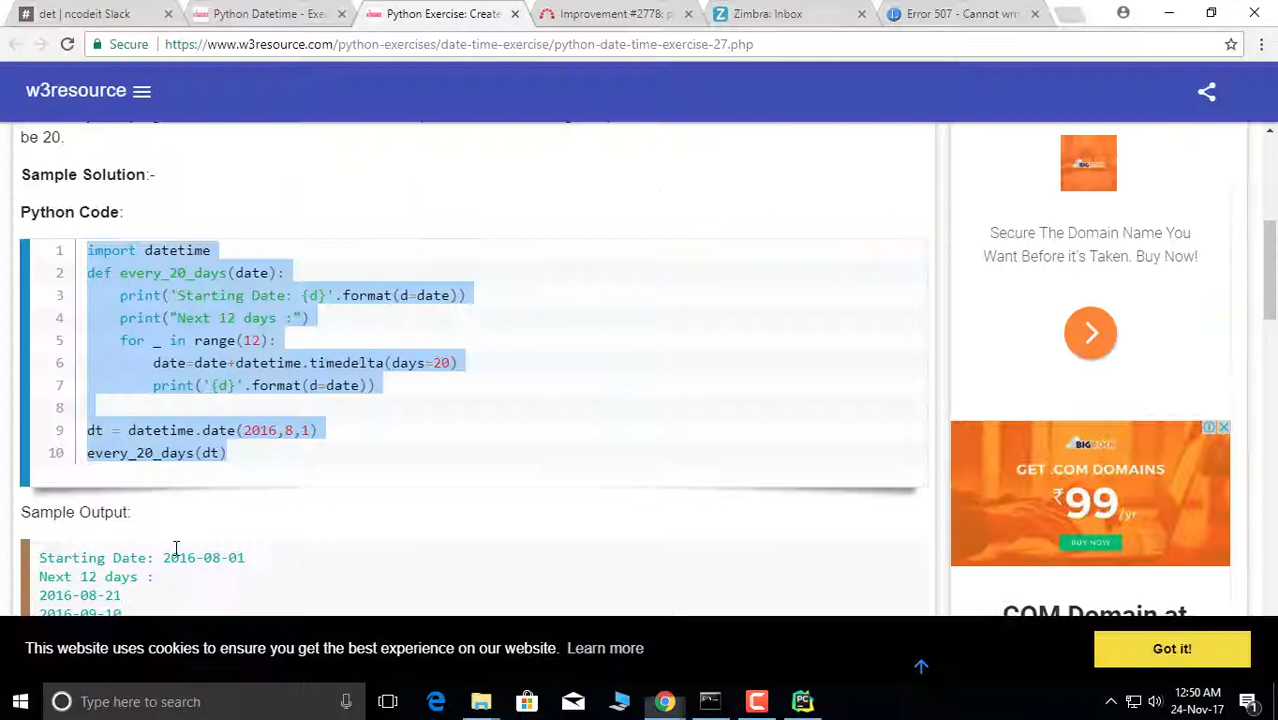 det | ncodeit Slack
Python Datetime - Exe
Python Exercise: Create
Improvement #2778: p
Zimbra: Inbox
Error 507 - Cannot wr
Secure
https://www.w3resource.com/python-exercises/date-time-exercise/python-date-time-exercise-27.php
w3resource
be 20.
Sample Solution:-
Python Code:
1 import datetime
2 def every_20_days(date):
3 print('Starting Date: {d}'.format(d=date))
4 print("Next 12 days :")
5 for _ in range(12):
6 date=date+datetime.timedelta(days=20)
7 print('{d}'.format(d=date))
8
9 dt = datetime.date(2016,8,1)
10 every_20_days(dt)
Sample Output:
Starting Date: 2016-08-01
Next 12 days :
2016-08-21
2016-09-10
BIGROCK
Secure The Domain Name You
Want Before it's Taken. Buy Now!
BIGROCK
GET .COM DOMAINS
₹99/yr
BUY NOW
.COM Domain at
This website uses cookies to ensure you get the best experience on our website. Learn more
Got it!
Type here to search
PC
12:50 AM
24-Nov-17
1